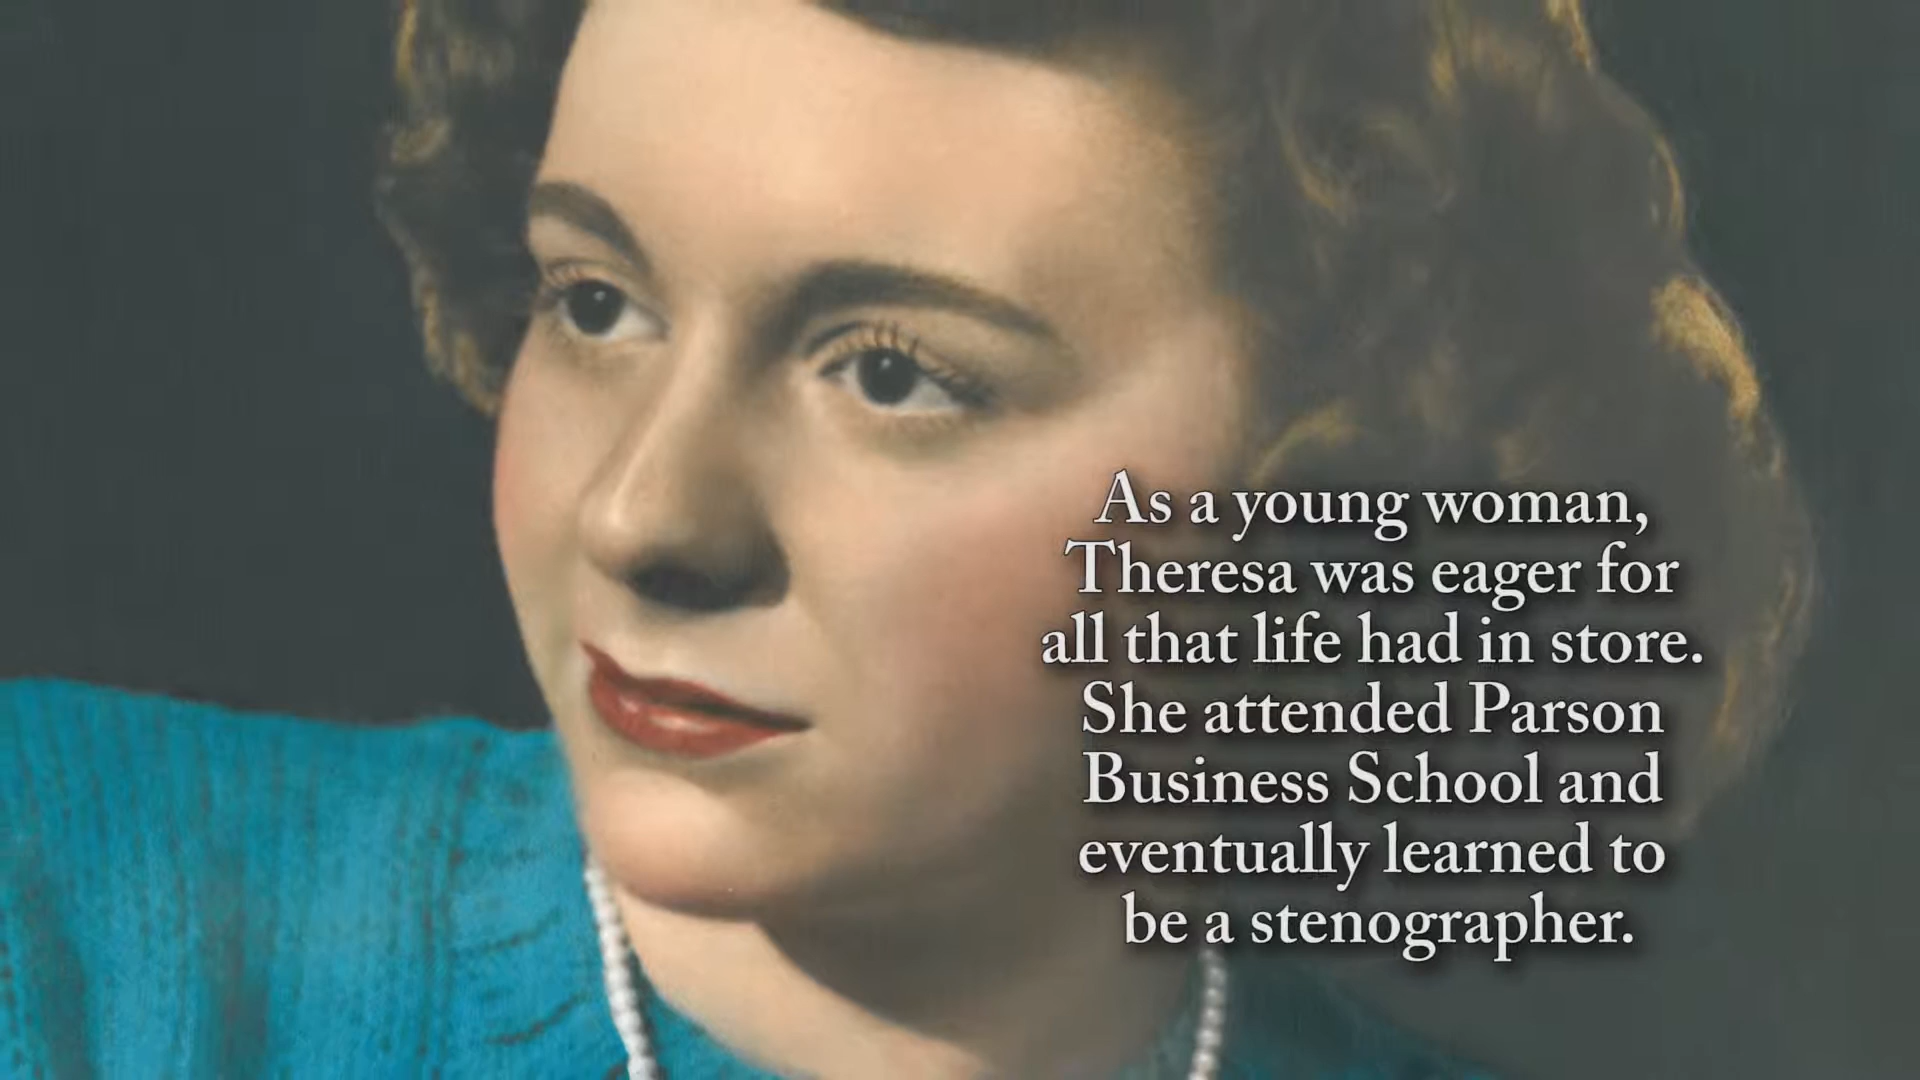 As a young woman,
Theresa was eager for
all that life had in store.
She attended Parson
Business School and
eventually learned to
be a stenographer.